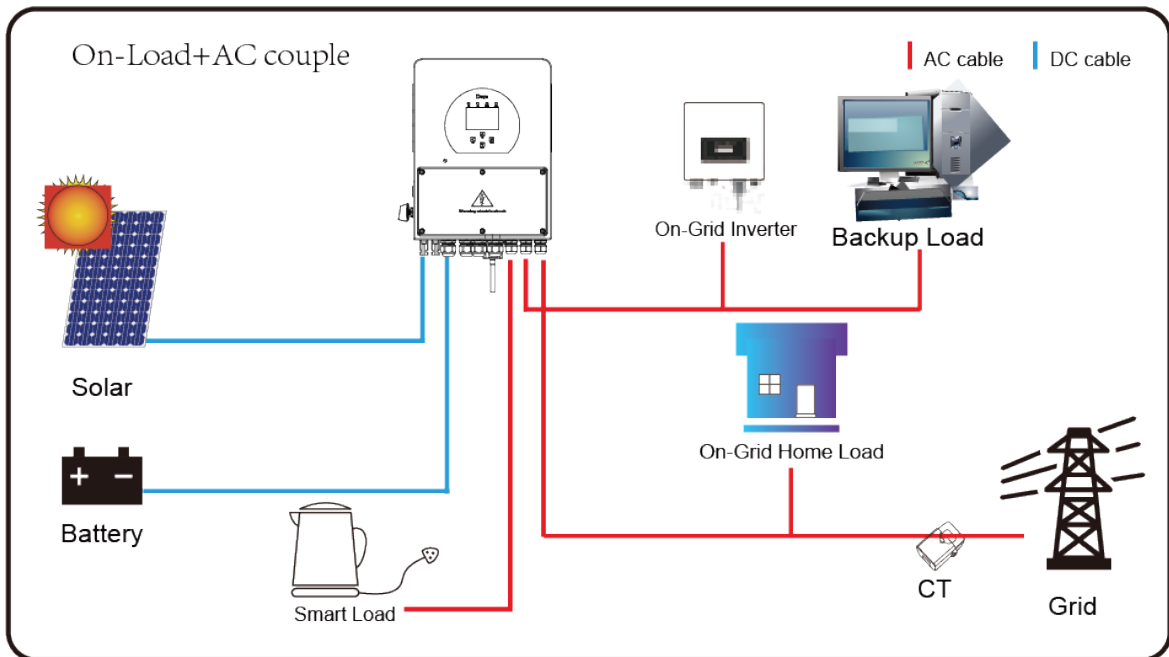 On-Load+AC couple
AC cable
DC cable
On-Grid Inverter
Backup Load
Solar
On-Grid Home Load
Battery
Smart Load
CT
Grid